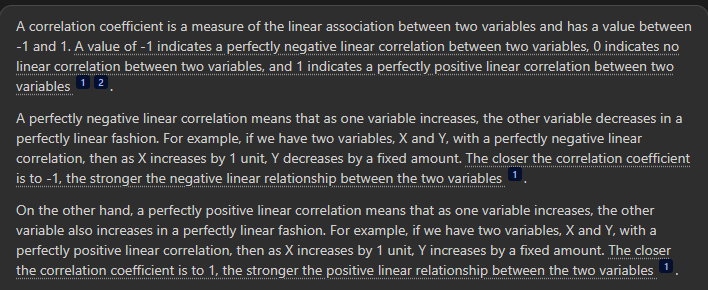 A correlation coefficient is a measure of the linear association between two variables and has a value between
-1 and 1. A value of -1 indicates a perfectly negative linear correlation between two variables, 0 indicates no
linear correlation between two variables, and 1 indicates a perfectly positive linear correlation between two
variables 1 2 .
A perfectly negative linear correlation means that as one variable increases, the other variable decreases in a
perfectly linear fashion. For example, if we have two variables, X and Y, with a perfectly negative linear
correlation, then as X increases by 1 unit, Y decreases by a fixed amount. The closer the correlation coefficient
is to -1, the stronger the negative linear relationship between the two variables 1 .
On the other hand, a perfectly positive linear correlation means that as one variable increases, the other
variable also increases in a perfectly linear fashion. For example, if we have two variables, X and Y, with a
perfectly positive linear correlation, then as X increases by 1 unit, Y increases by a fixed amount. The closer
the correlation coefficient is to 1, the stronger the positive linear relationship between the two variables 1 .